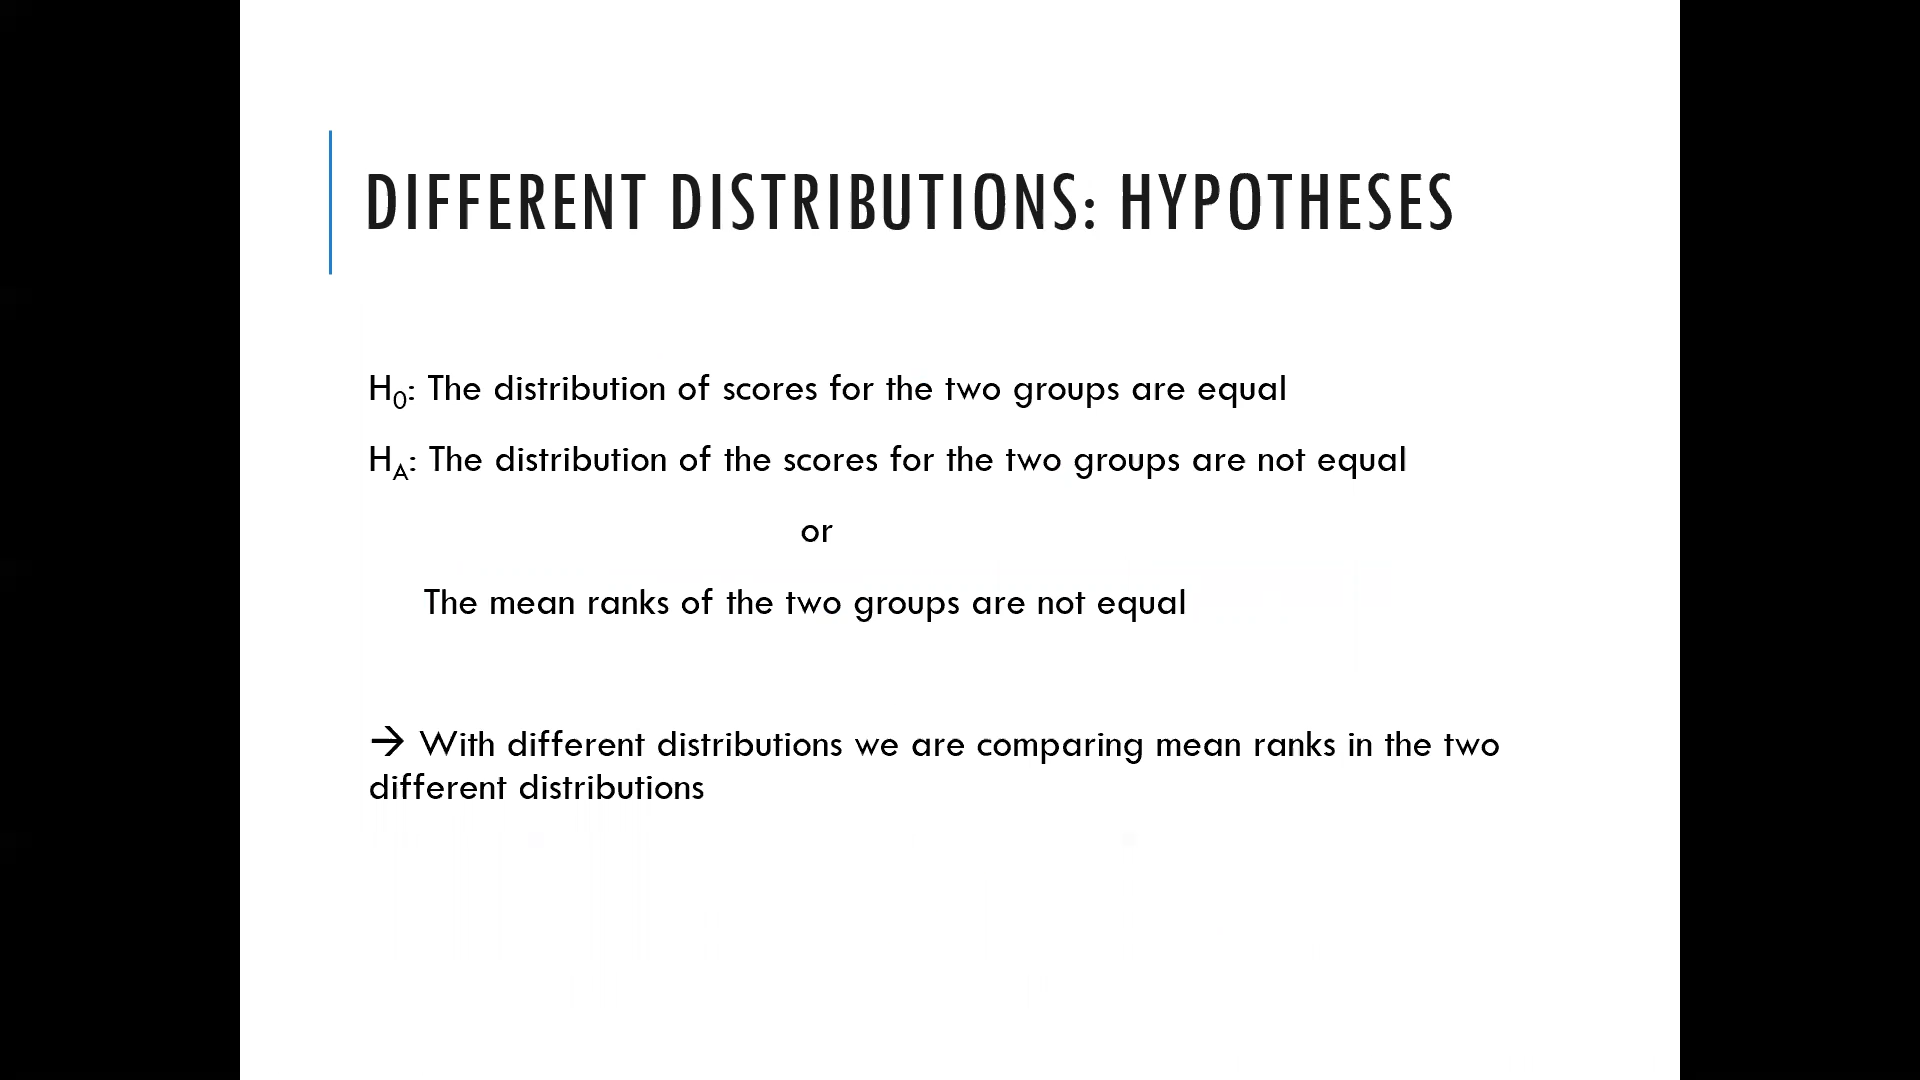 DIFFERENT DISTRIBUTIONS: HYPOTHESES
H₀: The distribution of scores for the two groups are equal
H_A: The distribution of the scores for the two groups are not equal
or
The mean ranks of the two groups are not equal
→ With different distributions we are comparing mean ranks in the two
different distributions